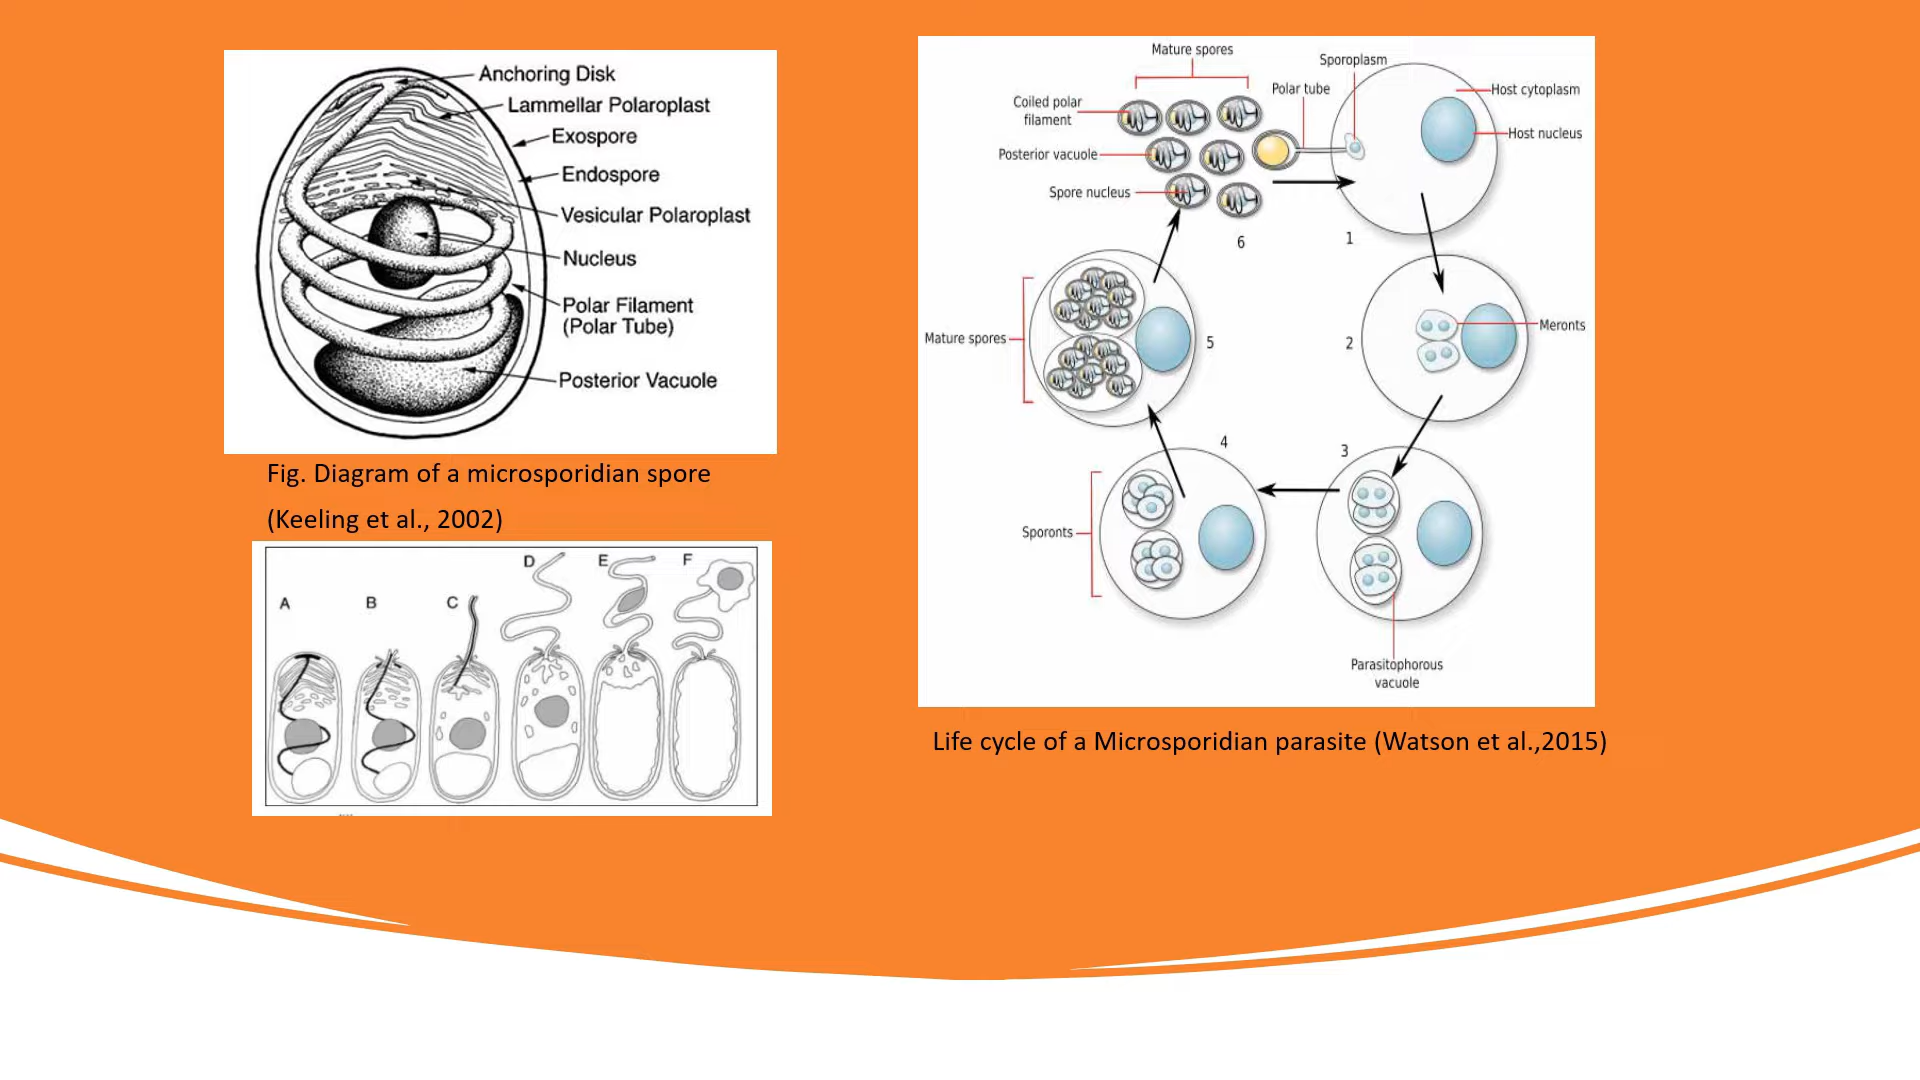 Anchoring Disk
Lammellar Polaroplast
Exospore
Endospore
Vesicular Polaroplast
Nucleus
Polar Filament
(Polar Tube)
Posterior Vacuole
Fig. Diagram of a microsporidian spore
(Keeling et al., 2002)
A
B
C
D
E
F
Mature spores
Sporoplasm
Polar tube
Host cytoplasm
Coiled polar
filament
Host nucleus
Posterior vacuole
Spore nucleus
6
1
Mature spores
5
2
Meronts
4
3
Sporonts
Parasitophorous
vacuole
Life cycle of a Microsporidian parasite (Watson et al.,2015)